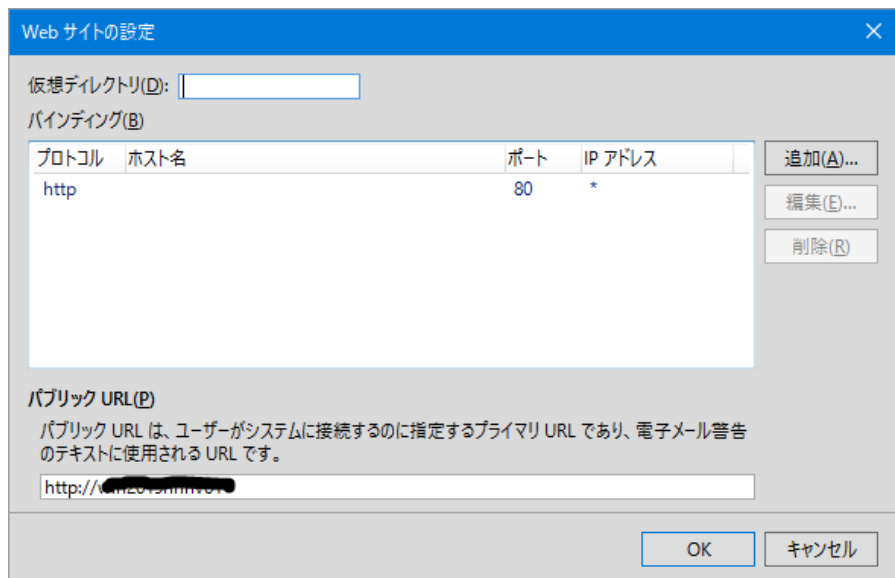 Web サイトの設定
仮想ディレクトリ(D):
バインディング(B)
プロトコル ホスト名 ポート IP アドレス
http 80 *
追加(A)...
編集(E)...
削除(R)
パブリック URL(P)
パブリック URL は、ユーザーがシステムに接続するのに指定するプライマリ URL であり、電子メール警告
のテキストに使用される URL です。
http://
OK キャンセル